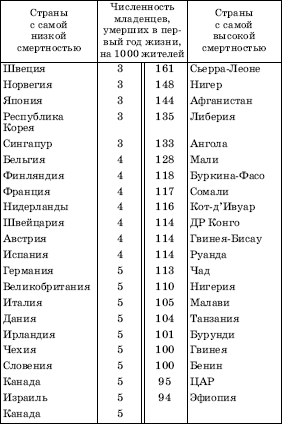 Страны с самой низкой смертностью | Численность младенцев, умерших в пер-вый год жизни, на 1000 жителей | Страны с самой высокой смертностью
Швеция 3 161 Сьерра-Леоне
Норвегия 3 148 Нигер
Япония 3 144 Афганистан
Республика Корея 3 135 Либерия
Сингапур 3 133 Ангола
Бельгия 4 128 Мали
Финляндия 4 118 Буркина-Фасо
Франция 4 117 Сомали
Нидерланды 4 116 Кот-д'Ивуар
Швейцария 4 114 ДР Конго
Австрия 4 114 Гвинея-Бисау
Испания 4 114 Руанда
Германия 5 113 Чад
Великобритания 5 110 Нигерия
Италия 5 105 Малави
Дания 5 104 Танзания
Ирландия 5 101 Бурунди
Чехия 5 100 Гвинея
Словения 5 100 Бенин
Канада 5 95 ЦАР
Израиль 5 94 Эфиопия
Канада 5